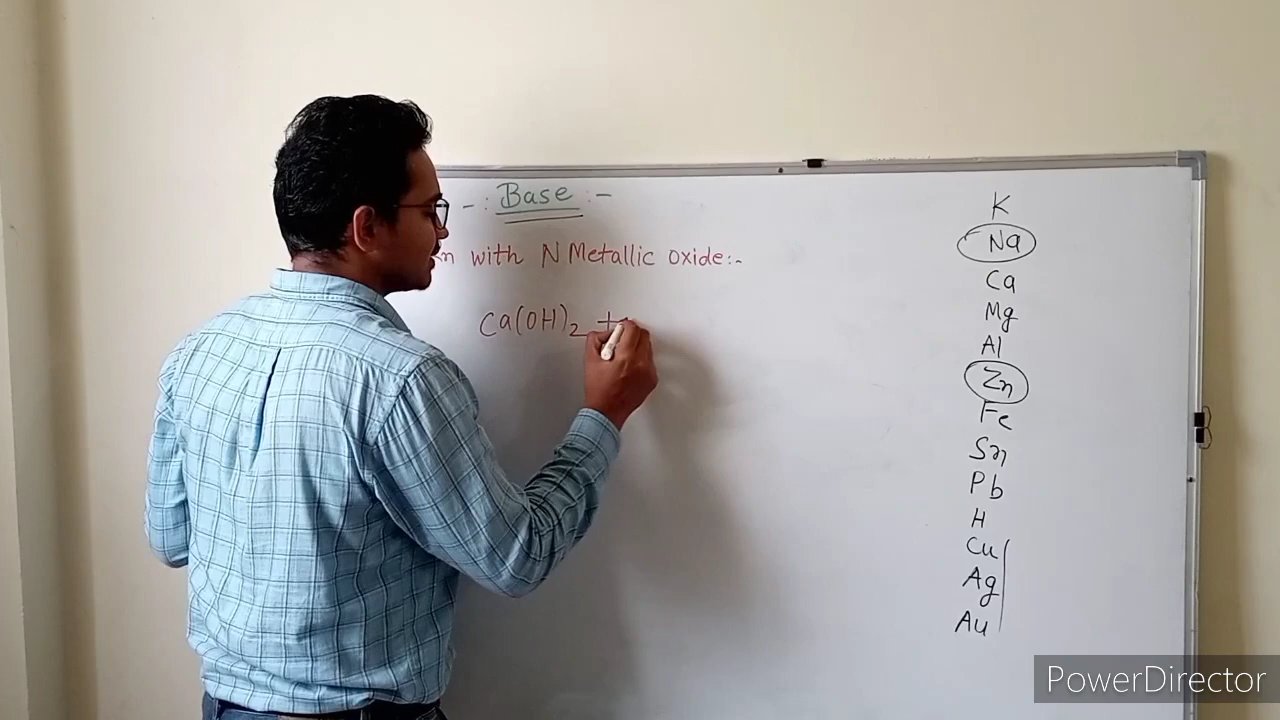 -: Base :-
with N Metallic oxide:-
Ca(OH)2 +
K
Na
Ca
Mg
Al
Zn
Fe
Sn
Pb
H
Cu
Ag
Au
PowerDirector